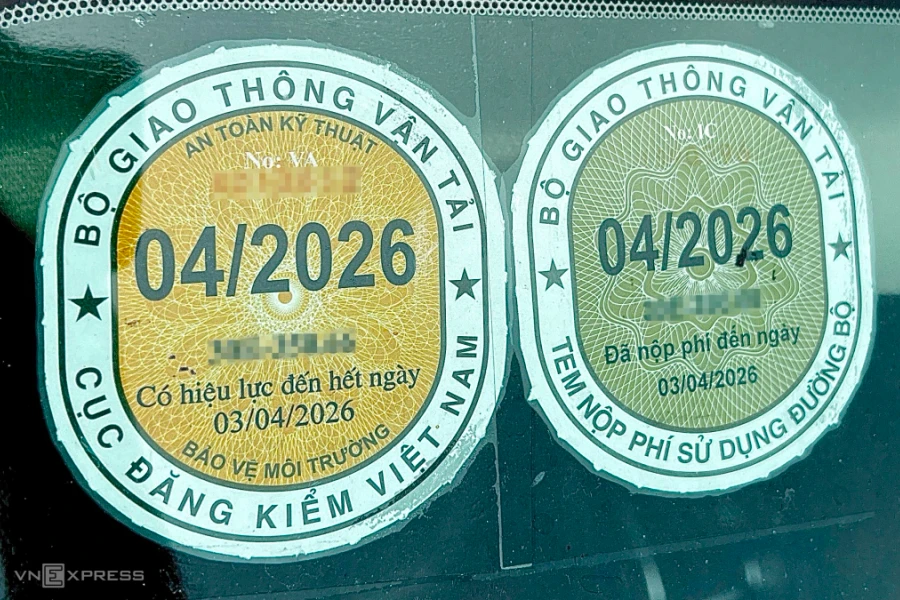 BỘ GIAO THÔNG VẬN TẢI
AN TOÀN KỸ THUẬT
No: VA
04/2026
Có hiệu lực đến hết ngày
03/04/2026
BẢO VỆ MÔI TRƯỜNG
CỤC ĐĂNG KIỂM VIỆT NAM
BỘ GIAO THÔNG VẬN TẢI
No: IC
04/2026
Đã nộp phí đến ngày
03/04/2026
TEM NỘP PHÍ SỬ DỤNG ĐƯỜNG BỘ
VNEXPRESS